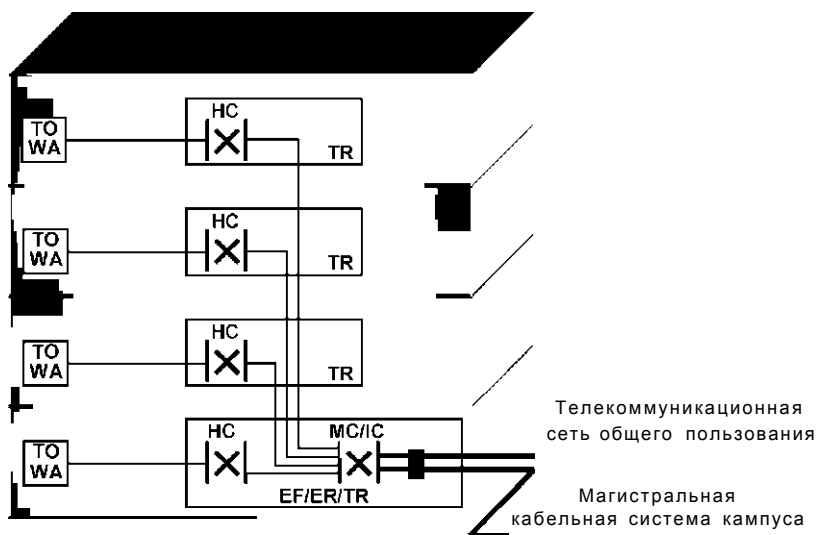 HC
TO
WA
TR
HC
TO
WA
TR
HC
TO
WA
TR
HC
MC/IC
TO
WA
EF/ER/TR
Телекоммуникационная
сеть общего пользования
Магистральная
кабельная система кампуса